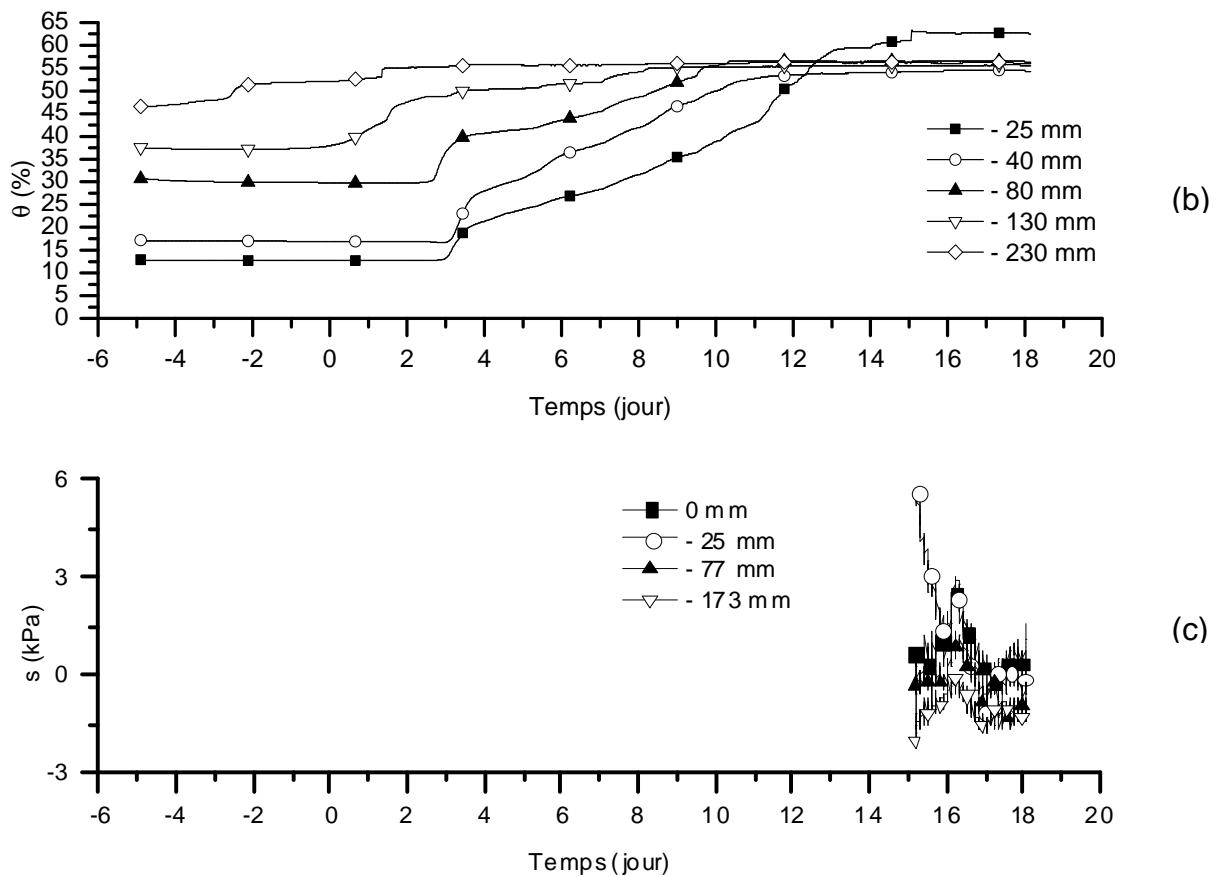 65
60
55
50
45
40
35
30
25
20
15
10
5
0
θ (%)
- 25 mm
- 40 mm
- 80 mm
- 130 mm
- 230 mm
(b)
-6 -4 -2 0 2 4 6 8 10 12 14 16 18 20
Temps (jour)
6
3
0
-3
s (kPa)
0 mm
- 25 mm
- 77 mm
- 173 mm
(c)
-6 -4 -2 0 2 4 6 8 10 12 14 16 18 20
Temps (jour)